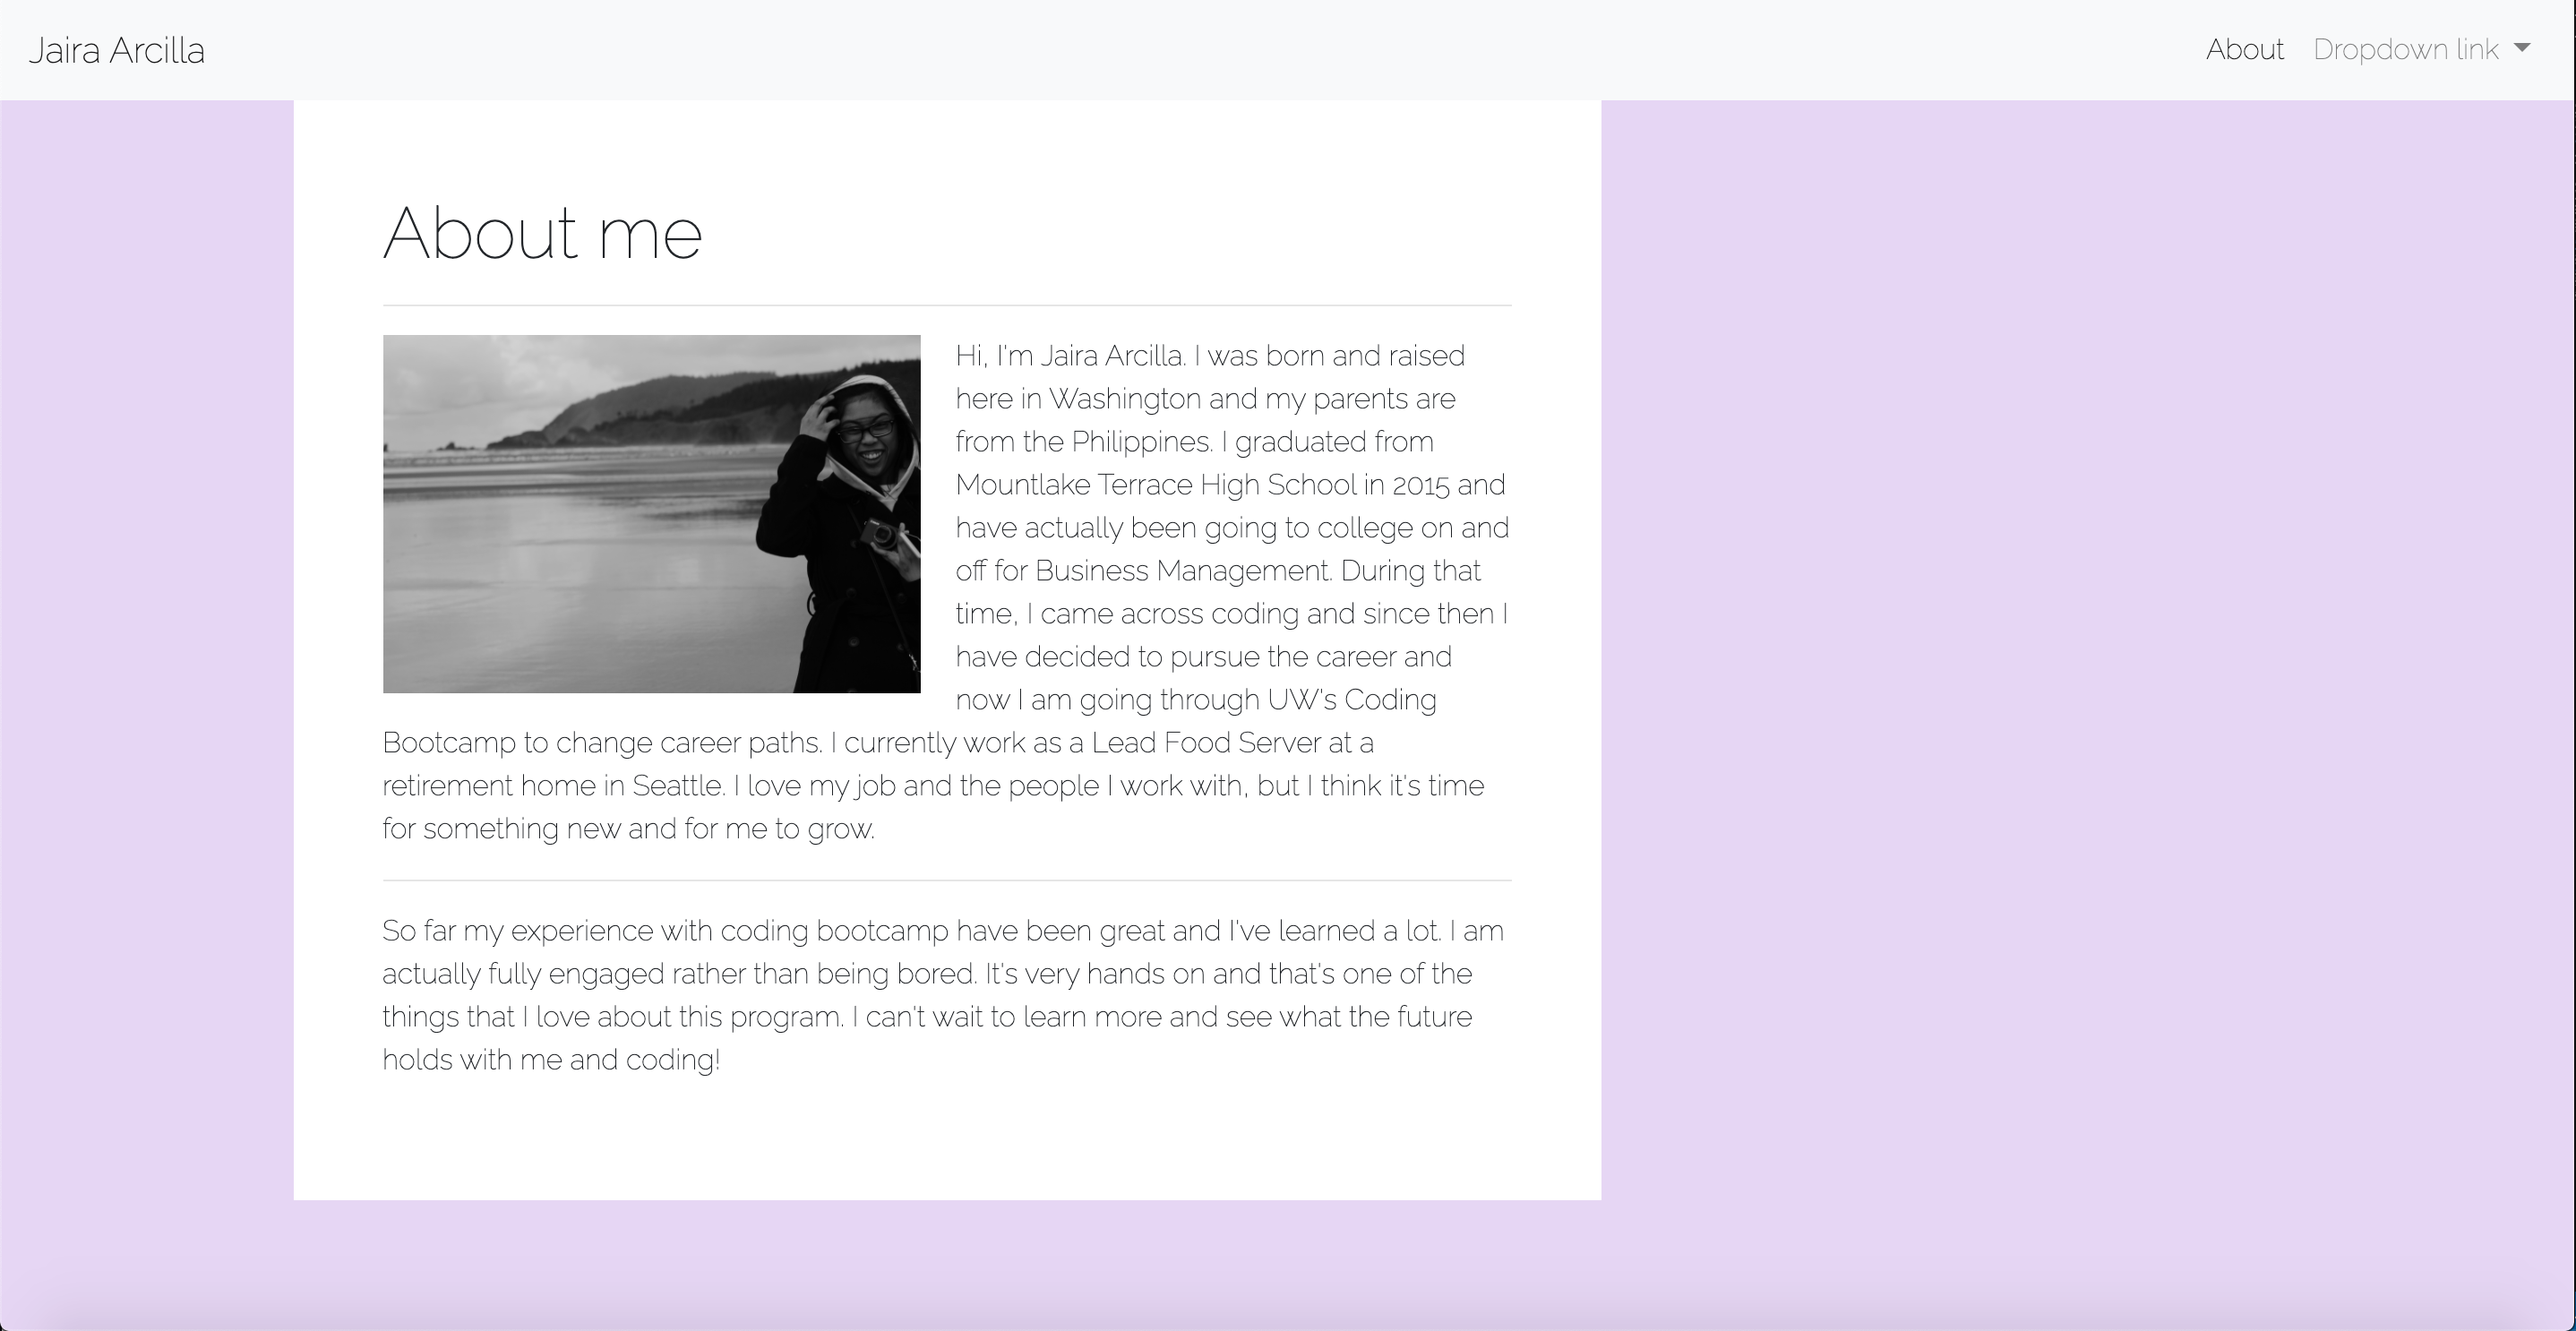 Jaira Arcilla
About
Dropdown link
About me
Hi, I'm Jaira Arcilla. I was born and raised
here in Washington and my parents are
from the Philippines. I graduated from
Mountlake Terrace High School in 2015 and
have actually been going to college on and
off for Business Management. During that
time, I came across coding and since then I
have decided to pursue the career and
now I am going through UW's Coding
Bootcamp to change career paths. I currently work as a Lead Food Server at a
retirement home in Seattle. I love my job and the people I work with, but I think it's time
for something new and for me to grow.
So far my experience with coding bootcamp have been great and I've learned a lot. I am
actually fully engaged rather than being bored. It's very hands on and that's one of the
things that I love about this program. I can't wait to learn more and see what the future
holds with me and coding!